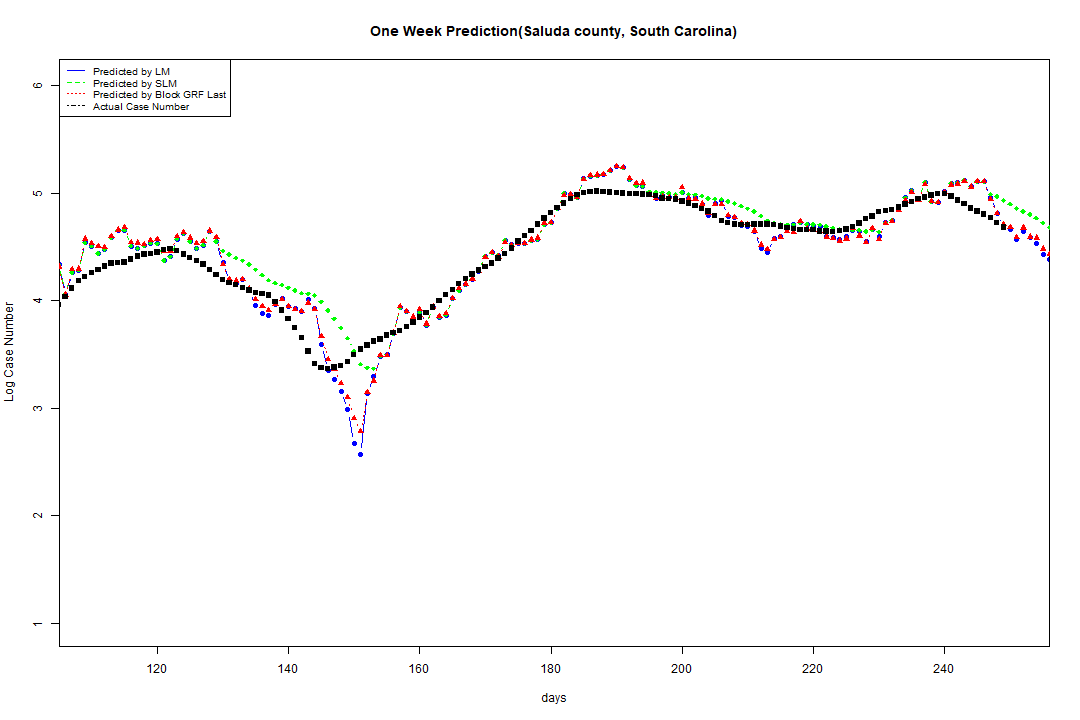 One Week Prediction(Saluda county, South Carolina)
Predicted by LM
Predicted by SLM
Predicted by Block GRF Last
Actual Case Number
6
5
4
3
2
1
Log Case Number
120 140 160 180 200 220 240
days